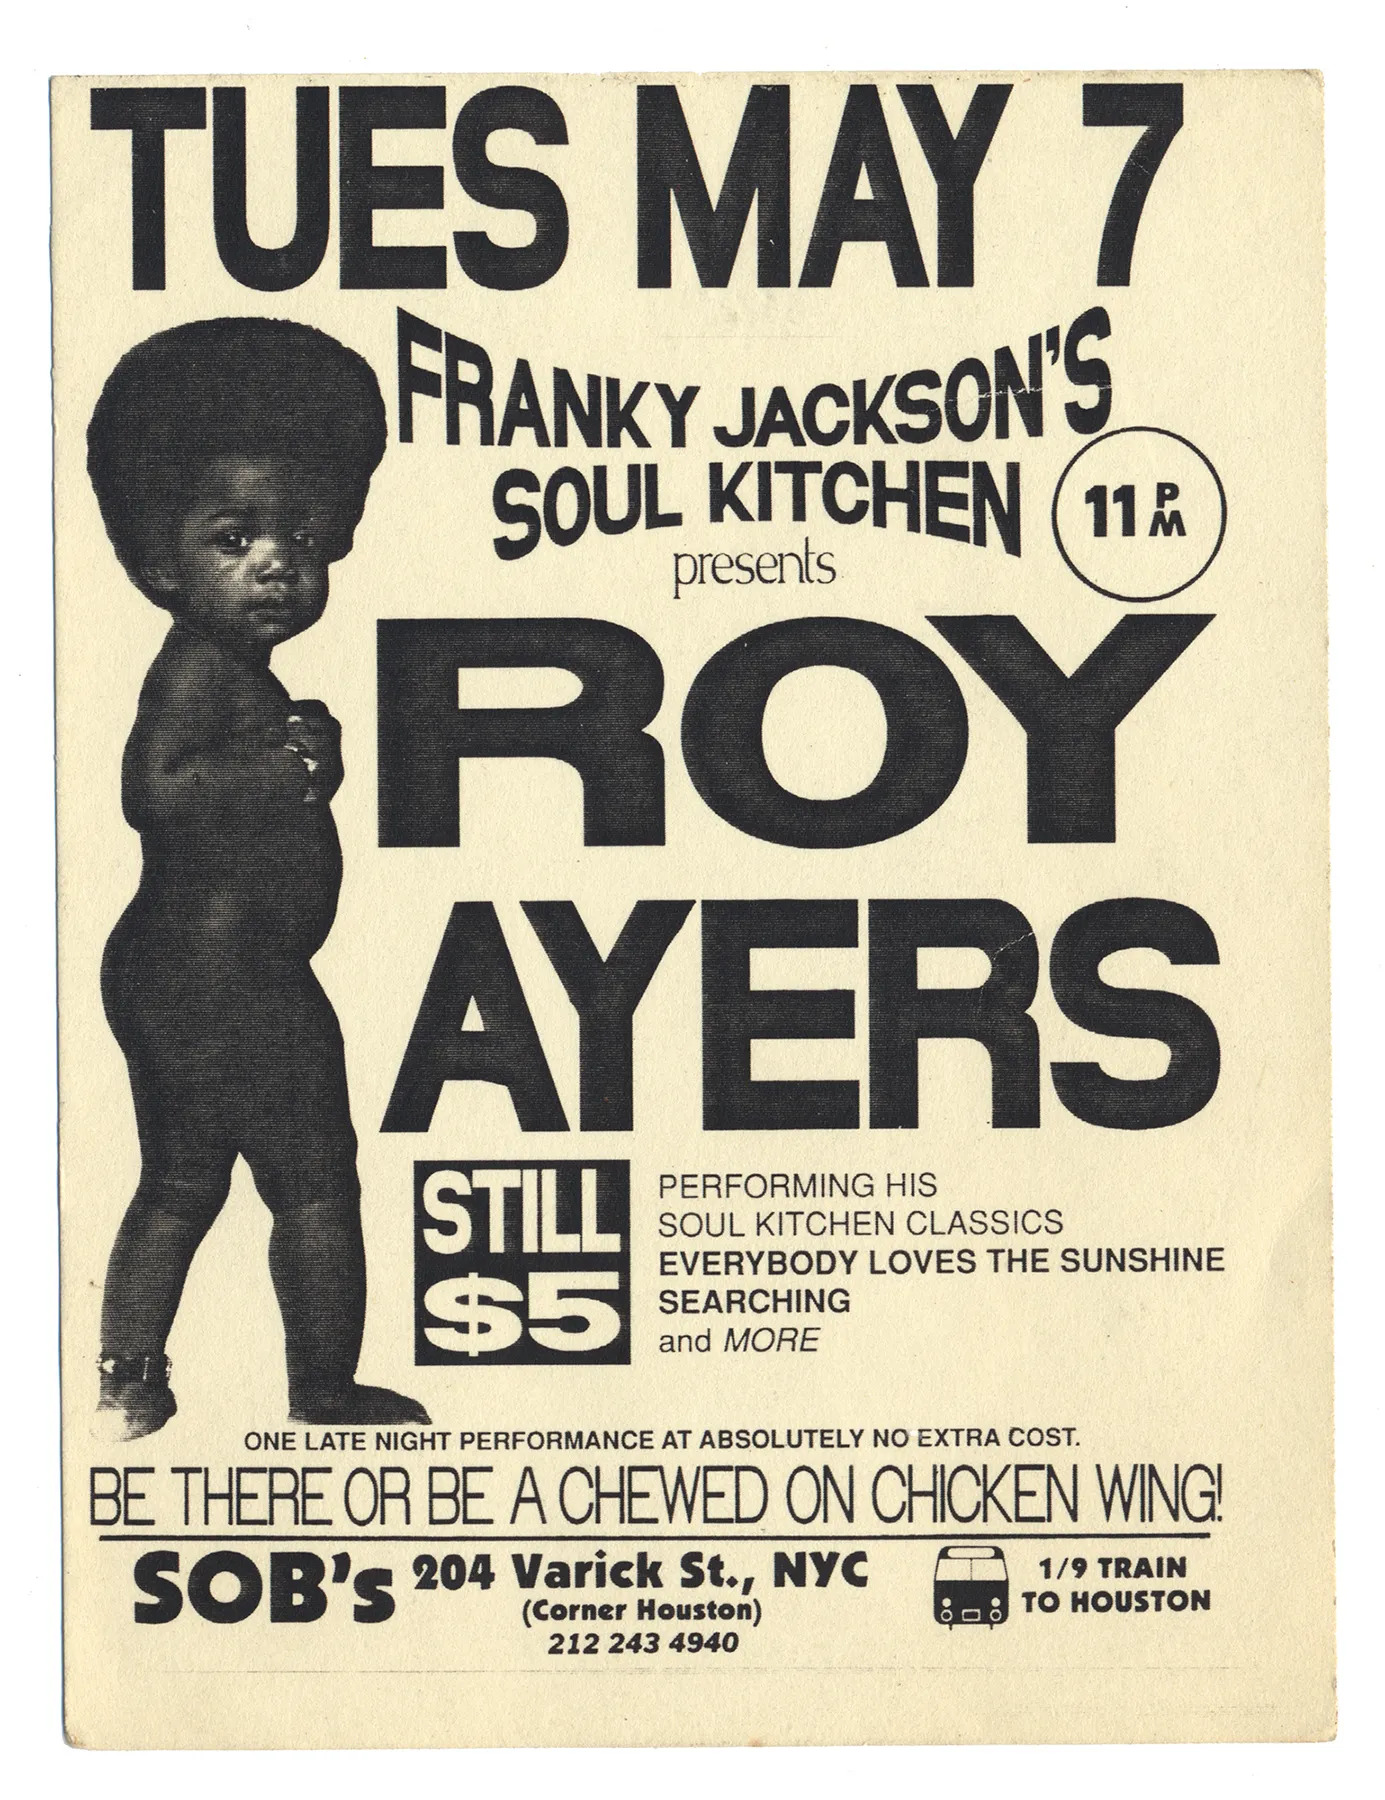 TUES MAY 7
FRANKY JACKSON'S
SOUL KITCHEN
11 PM
presents
ROY
AYERS
STILL
$5
PERFORMING HIS
SOUL KITCHEN CLASSICS
EVERYBODY LOVES THE SUNSHINE
SEARCHING
and MORE
ONE LATE NIGHT PERFORMANCE AT ABSOLUTELY NO EXTRA COST.
BE THERE OR BE A CHEWED ON CHICKEN WING!
SOB's 204 Varick St., NYC
(Corner Houston)
212 243 4940
1/9 TRAIN
TO HOUSTON